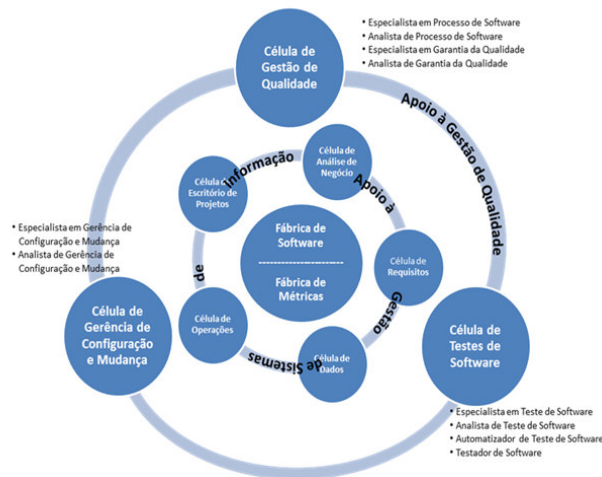 Célula de
Gestão de
Qualidade
• Especialista em Processo de Software
• Analista de Processo de Software
• Especialista em Garantia da Qualidade
• Analista de Garantia da Qualidade
Apoio à Gestão de Qualidade
Informação
Célula de
Análise de
Negócio
Apoio à
Célula de
Escritório de
Projetos
• Especialista em Gerência de
Configuração e Mudança
• Analista de Gerência de
Configuração e Mudança
Fábrica de
Software
-----------------------
Fábrica de
Métricas
Célula de
Requisitos
de
Gestão
Célula de
Gerência de
Configuração
e Mudança
Célula de
Operações
de Sistemas
Célula de
Dados
Célula de
Testes de
Software
• Especialista em Teste de Software
• Analista de Teste de Software
• Automatizador de Teste de Software
• Testador de Software